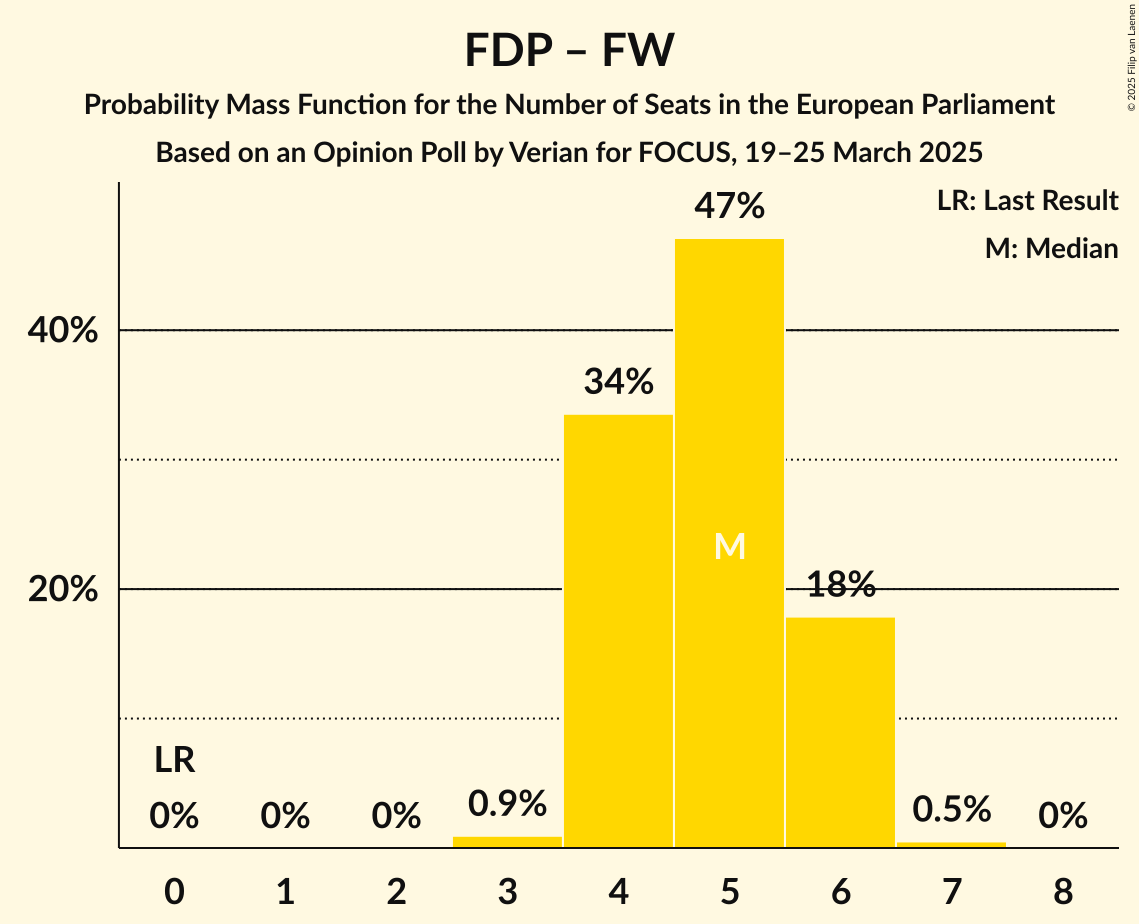 FDP – FW
Probability Mass Function for the Number of Seats in the European Parliament
Based on an Opinion Poll by Verian for FOCUS, 19–25 March 2025
© 2025 Filip van Laenen
LR: Last Result
M: Median
47%
40%
34%
M
20%
18%
LR
0%
0%
0%
0.9%
0.5%
0%
0
1
2
3
4
5
6
7
8